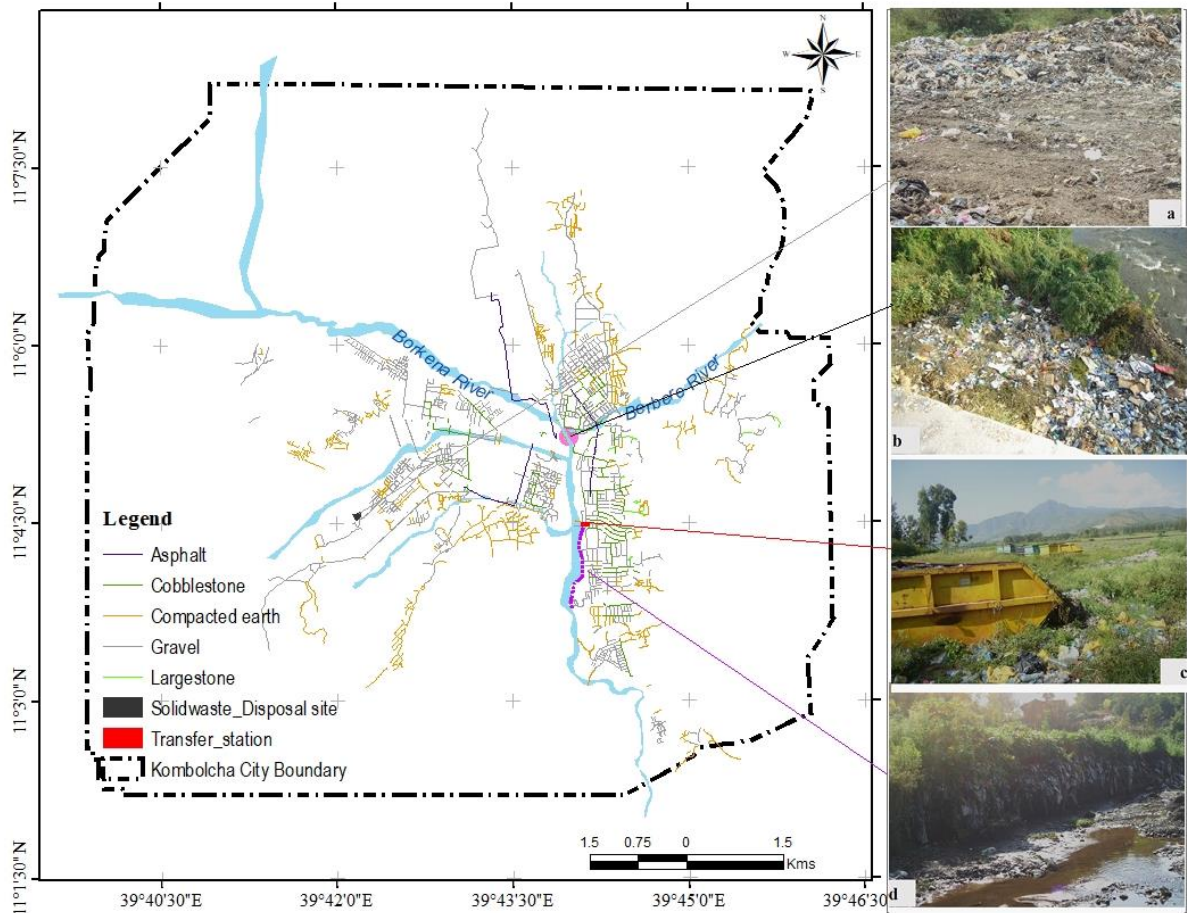 N
W
E
S
11°7'30" N
11°6'0" N
11°4'30" N
11°3'0" N
11°1'30" N
Borkena River
Berbere River
Legend
Asphalt
Cobblestone
Compacted earth
Gravel
Largestone
Solidwaste_Disposal site
Transfer_station
Kombolcha City Boundary
1.5 0.75 0 1.5
Kms
39°40'30"E 39°42'0"E 39°43'30"E 39°45'0"E 39°46'30"E
a
b
c
d